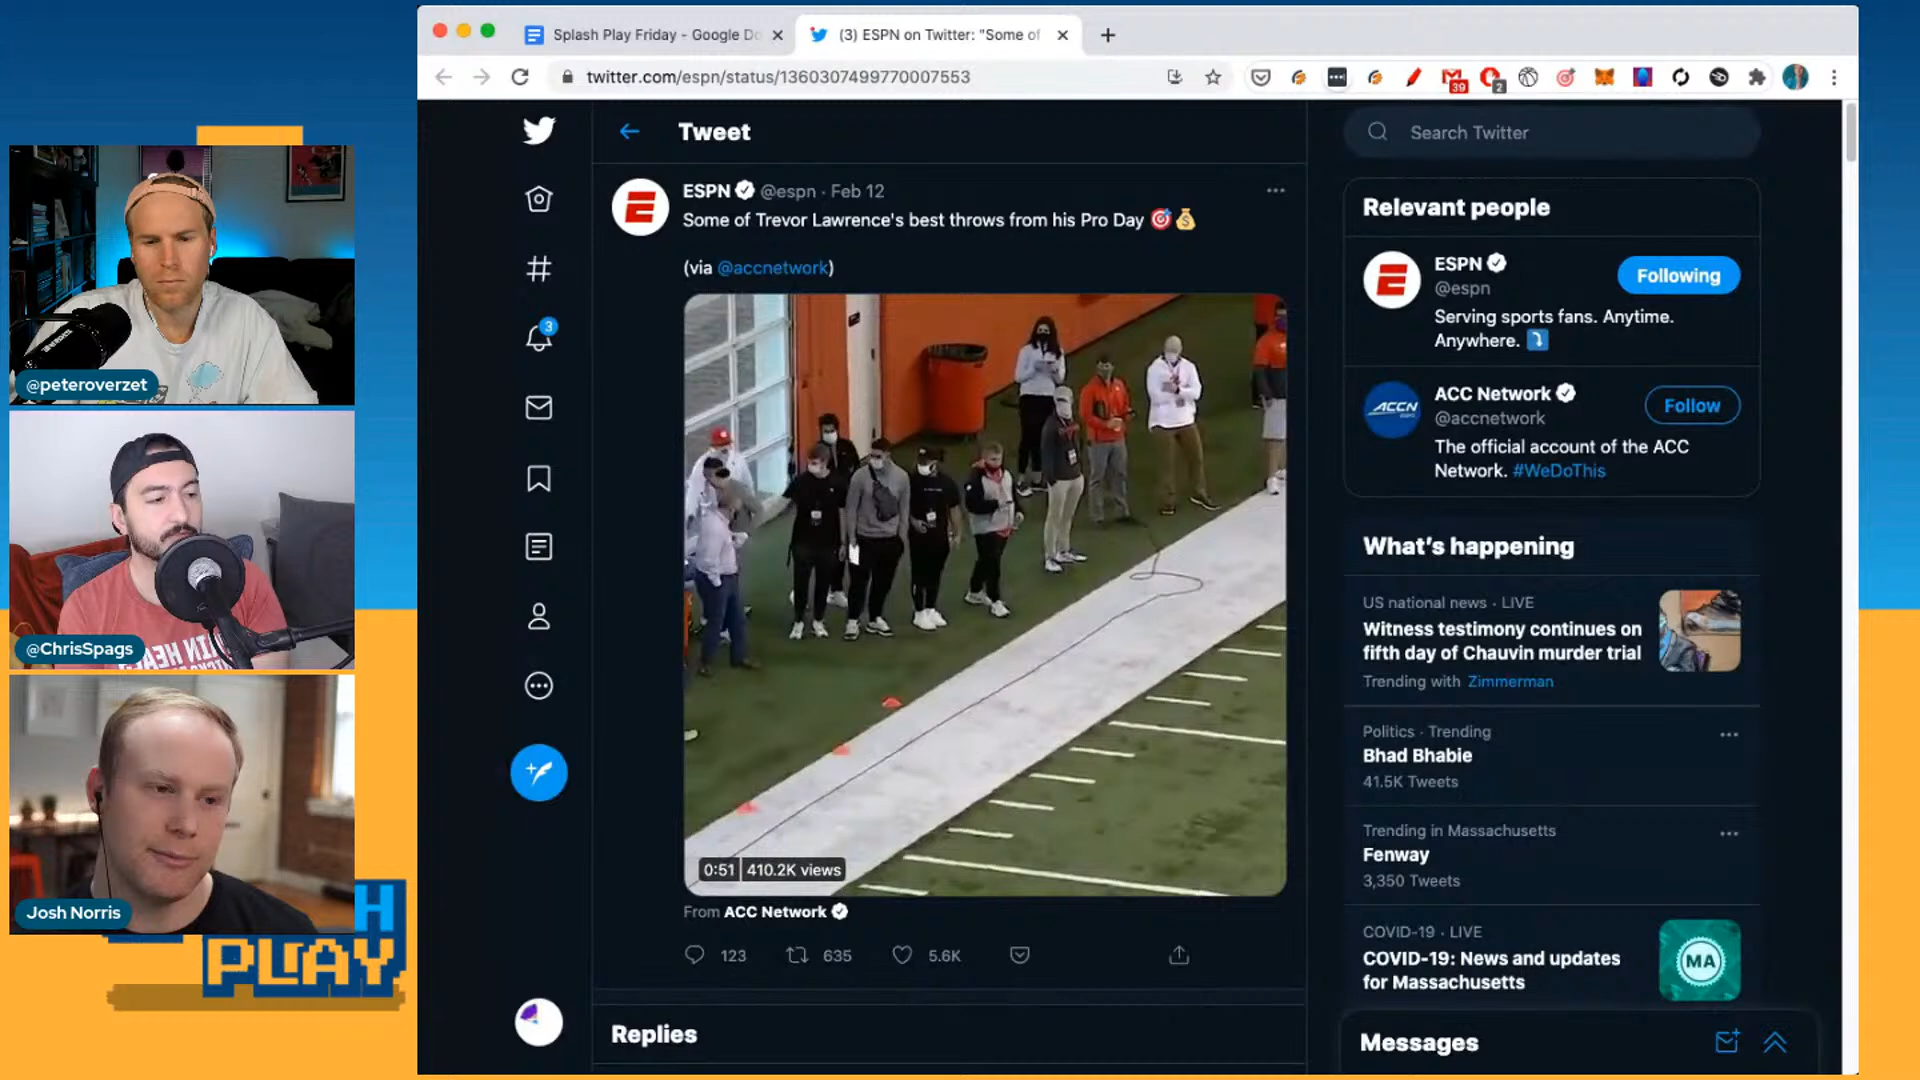 Splash Play Friday - Google Do
(3) ESPN on Twitter: "Some of
twitter.com/espn/status/1360307499770007553
39
2
Tweet
ESPN @espn · Feb 12
Some of Trevor Lawrence's best throws from his Pro Day
(via @accnetwork)
0:51 410.2K views
From ACC Network
123 635 5.6K
Replies
3
Search Twitter
Relevant people
ESPN
@espn
Following
Serving sports fans. Anytime.
Anywhere.
ACCN
ACC Network
@accnetwork
Follow
The official account of the ACC
Network. #WeDoThis
What's happening
US national news · LIVE
Witness testimony continues on
fifth day of Chauvin murder trial
Trending with Zimmerman
Politics · Trending
Bhad Bhabie
41.5K Tweets
Trending in Massachusetts
Fenway
3,350 Tweets
COVID-19 · LIVE
COVID-19: News and updates
for Massachusetts
MA
Messages
@peteroverzet
@ChrisSpags
Josh Norris
H
PLAY